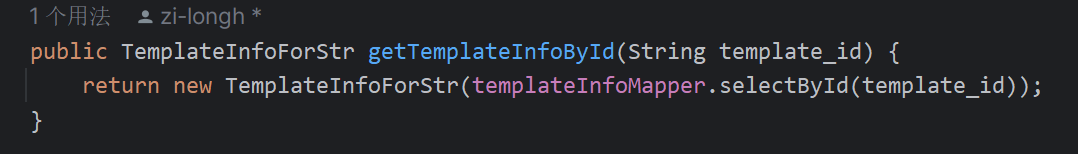 1 个用法 zi-longh *
public TemplateInfoForStr getTemplateInfoById(String template_id) {
    return new TemplateInfoForStr(templateInfoMapper.selectById(template_id));
}